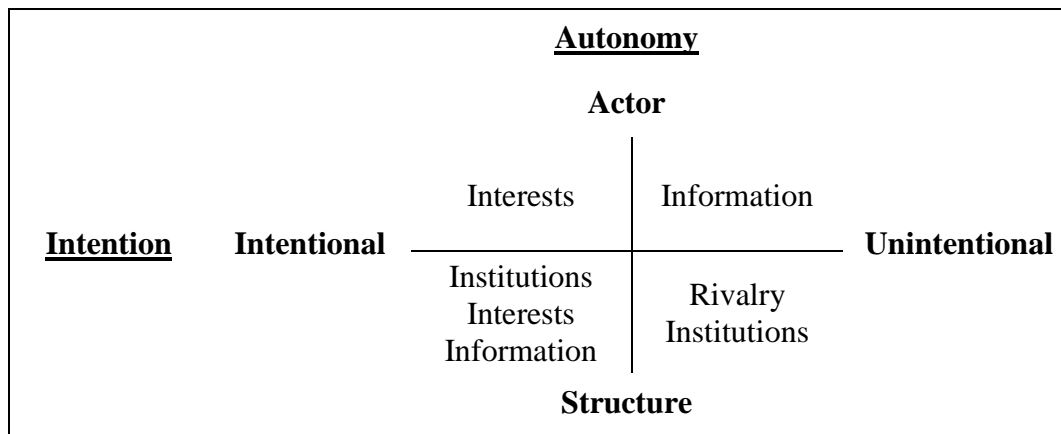 Autonomy
Actor
Interests Information
Intention Intentional Unintentional
Institutions
Interests
Information
Rivalry
Institutions
Structure